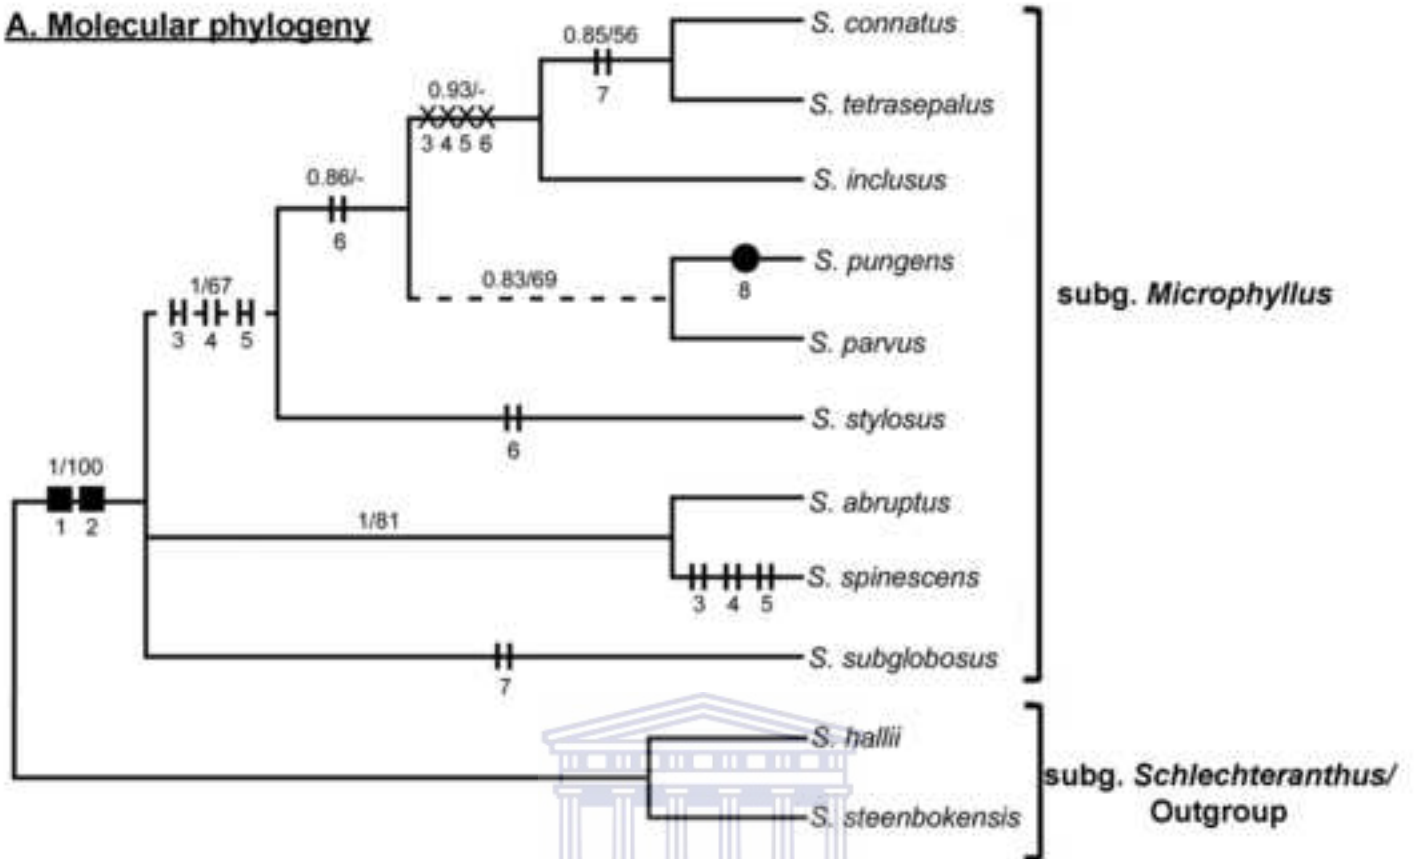 A. Molecular phylogeny
S. connatus
0.85/56
7
S. tetrasepalus
0.93/-
3 4 5 6
S. inclusus
0.86/-
6
S. pungens
8
0.83/69
subg. Microphyllus
1/67
3 4 5
S. parvus
S. stylosus
6
1/100
1 2
S. abruptus
1/81
S. spinescens
3 4 5
S. subglobosus
7
S. hallii
subg. Schlechteranthus/
Outgroup
S. steenbokensis